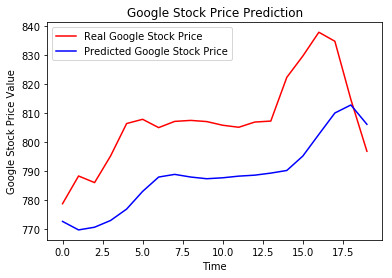 Google Stock Price Prediction
Real Google Stock Price
Predicted Google Stock Price
Google Stock Price Value
840
830
820
810
800
790
780
770
0.0 2.5 5.0 7.5 10.0 12.5 15.0 17.5
Time